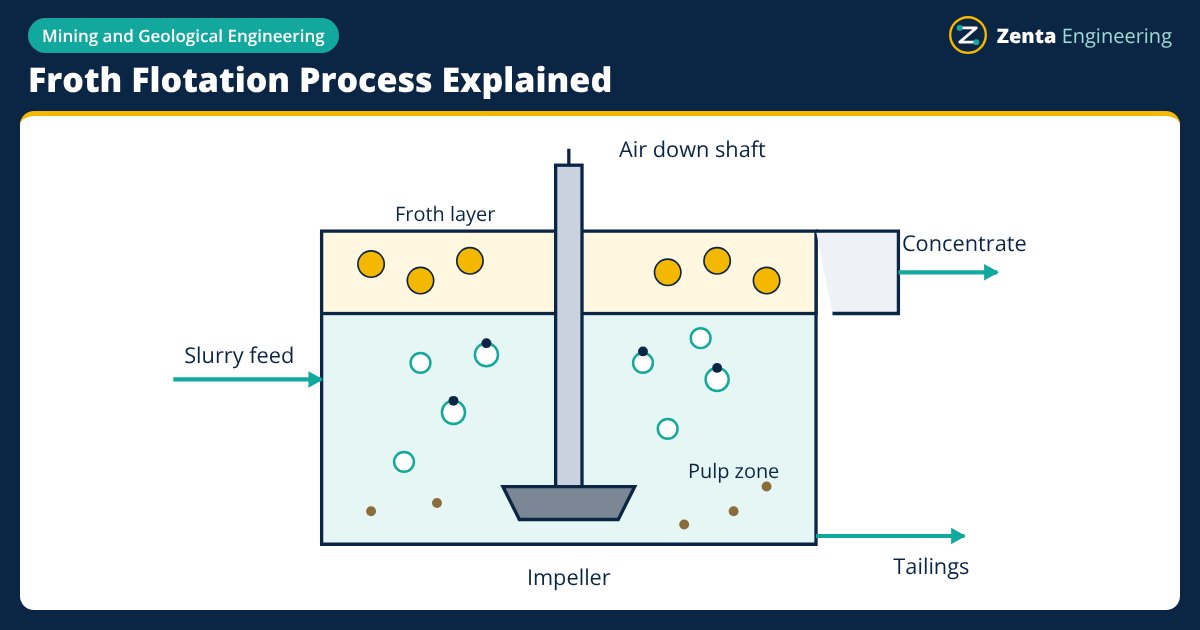 Mining and Geological Engineering
Zenta Engineering
Froth Flotation Process Explained
Air down shaft
Froth layer
Concentrate
Slurry feed
Pulp zone
Tailings
Impeller